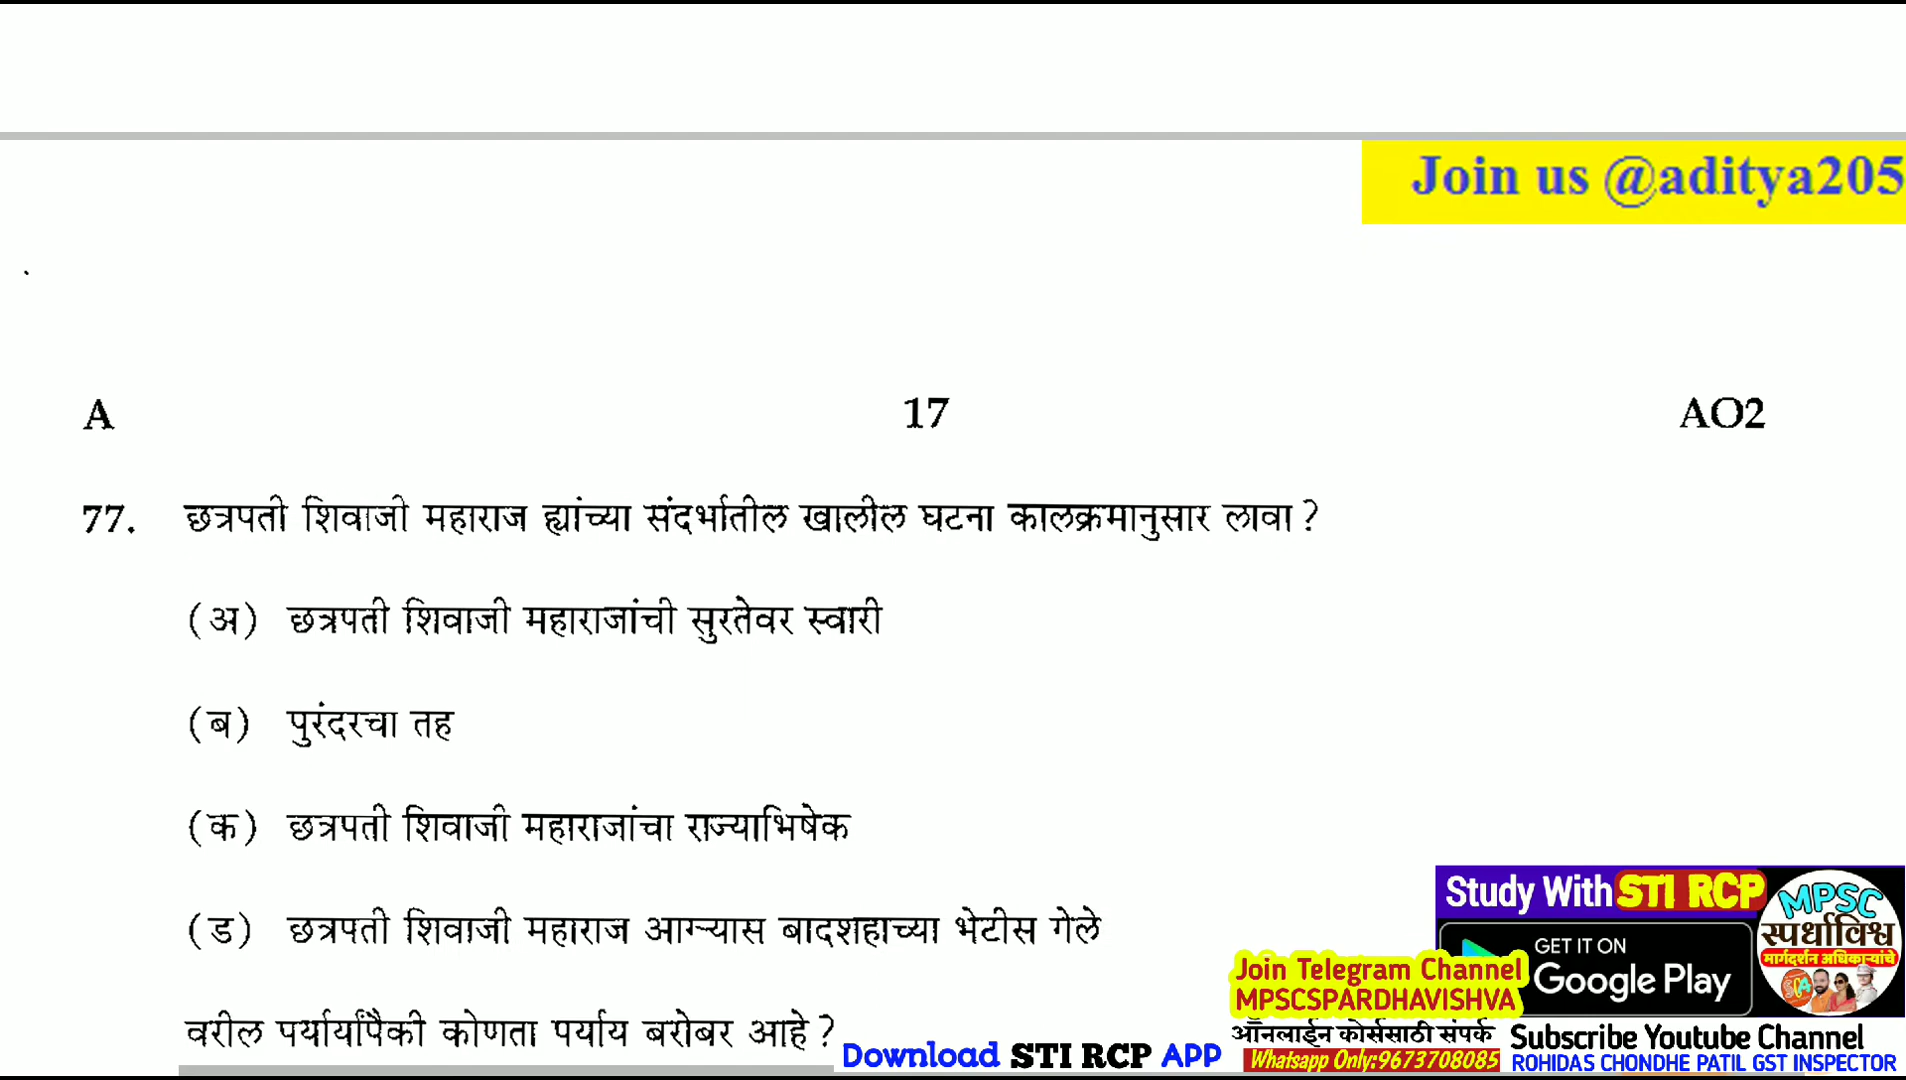 Join us @aditya205
A 17 AO2
77. छत्रपती शिवाजी महाराज ह्यांच्या संदर्भातील खालील घटना कालक्रमानुसार लावा ?
(अ) छत्रपती शिवाजी महाराजांची सुरतेवर स्वारी
(ब) पुरंदरचा तह
(क) छत्रपती शिवाजी महाराजांचा राज्याभिषेक
(ड) छत्रपती शिवाजी महाराज आग्ऱ्यास बादशहाच्या भेटीस गेले
वरील पर्यायांपैकी कोणता पर्याय बरोबर आहे ?
Study With STI RCP
GET IT ON
Google Play
MPSC
स्पर्धाविश्व
मार्गदर्शन अधिकाऱ्यांचे
Join Telegram Channel
MPSCSPARDHAVISHVA
ऑनलाईन कोर्ससाठी संपर्क
Whatsapp Only:9673708085
Download STI RCP APP
Subscribe Youtube Channel
ROHIDAS CHONDHE PATIL GST INSPECTOR